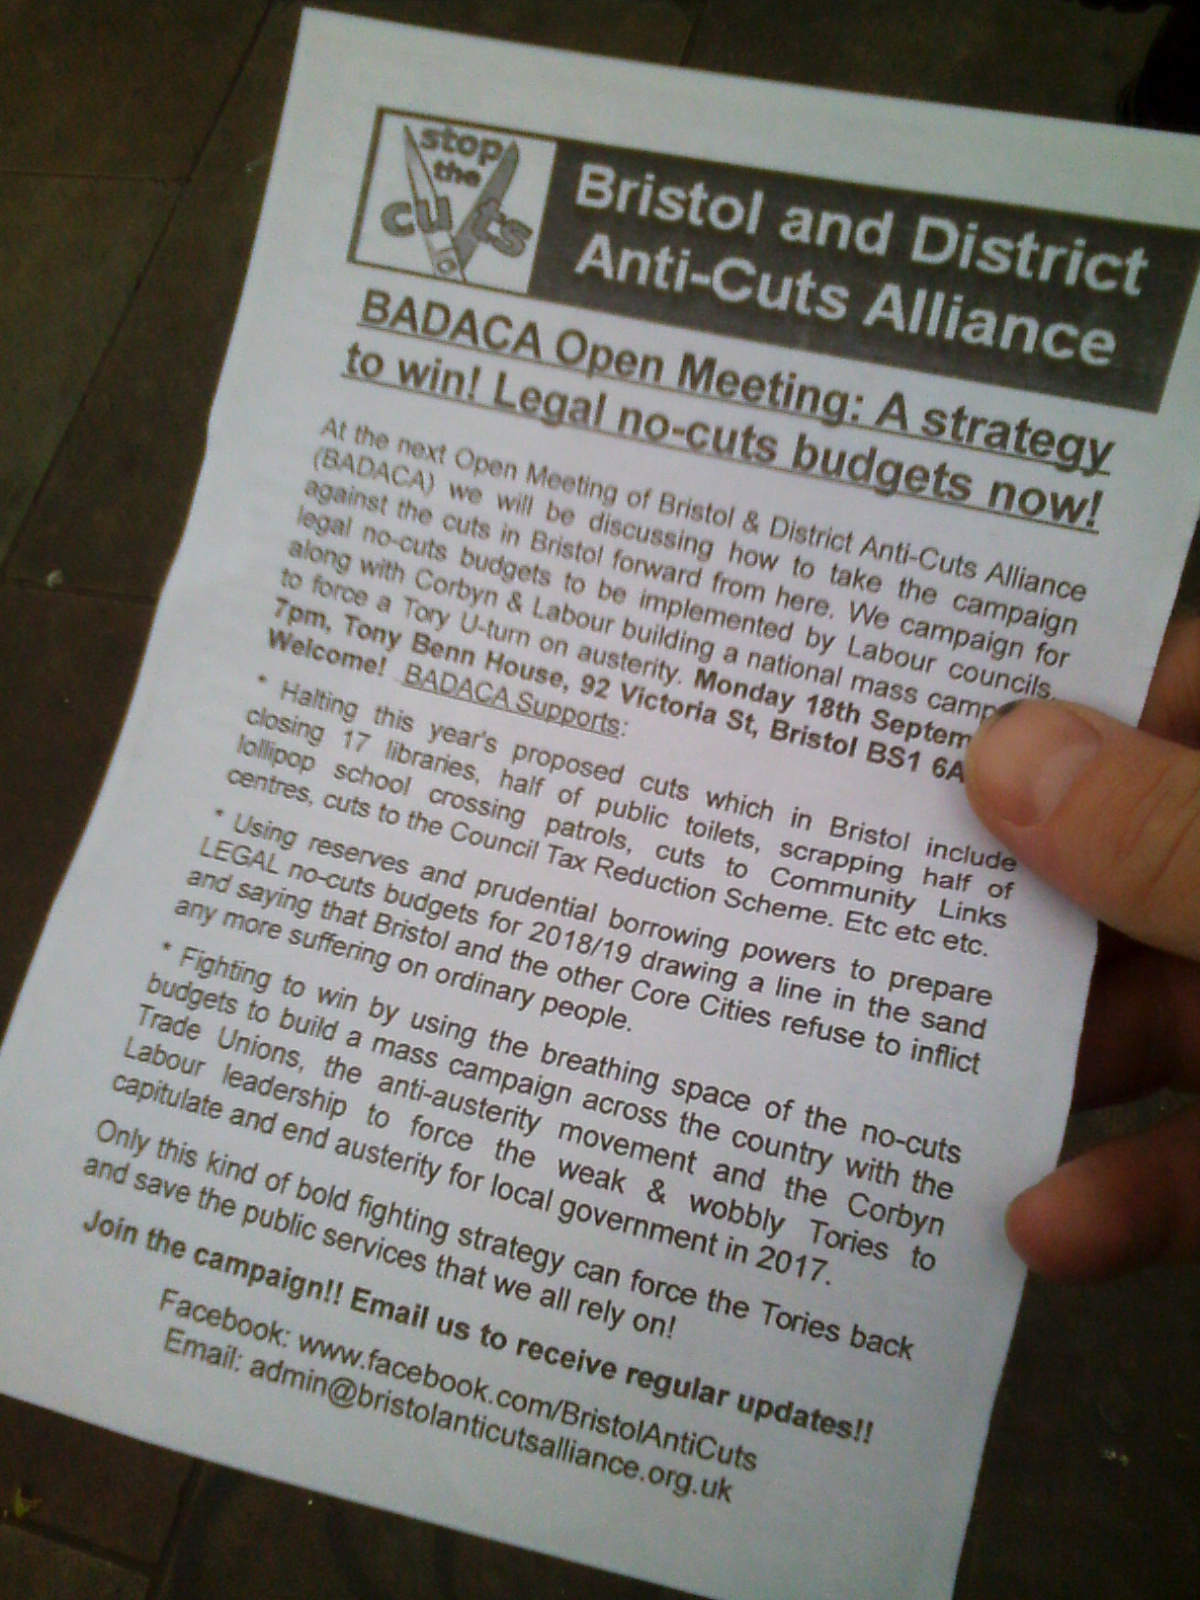 stop
the
cuts
Bristol and District
Anti-Cuts Alliance
BADACA Open Meeting: A strategy
to win! Legal no-cuts budgets now!
At the next Open Meeting of Bristol & District Anti-Cuts Alliance
(BADACA) we will be discussing how to take the campaign
against the cuts in Bristol forward from here. We campaign for
legal no-cuts budgets to be implemented by Labour councils,
along with Corbyn & Labour building a national mass camp
to force a Tory U-turn on austerity. Monday 18th Septem
7pm, Tony Benn House, 92 Victoria St, Bristol BS1 6A
Welcome! BADACA Supports:
* Halting this year's proposed cuts which in Bristol include
closing 17 libraries, half of public toilets, scrapping half of
lollipop school crossing patrols, cuts to Community Links
centres, cuts to the Council Tax Reduction Scheme. Etc etc etc.
* Using reserves and prudential borrowing powers to prepare
LEGAL no-cuts budgets for 2018/19 drawing a line in the sand
and saying that Bristol and the other Core Cities refuse to inflict
any more suffering on ordinary people.
* Fighting to win by using the breathing space of the no-cuts
budgets to build a mass campaign across the country with the
Trade Unions, the anti-austerity movement and the Corbyn
Labour leadership to force the weak & wobbly Tories to
capitulate and end austerity for local government in 2017.
Only this kind of bold fighting strategy can force the Tories back
and save the public services that we all rely on!
Join the campaign!! Email us to receive regular updates!!
Facebook: www.facebook.com/BristolAntiCuts
Email: admin@bristolanticutsalliance.org.uk